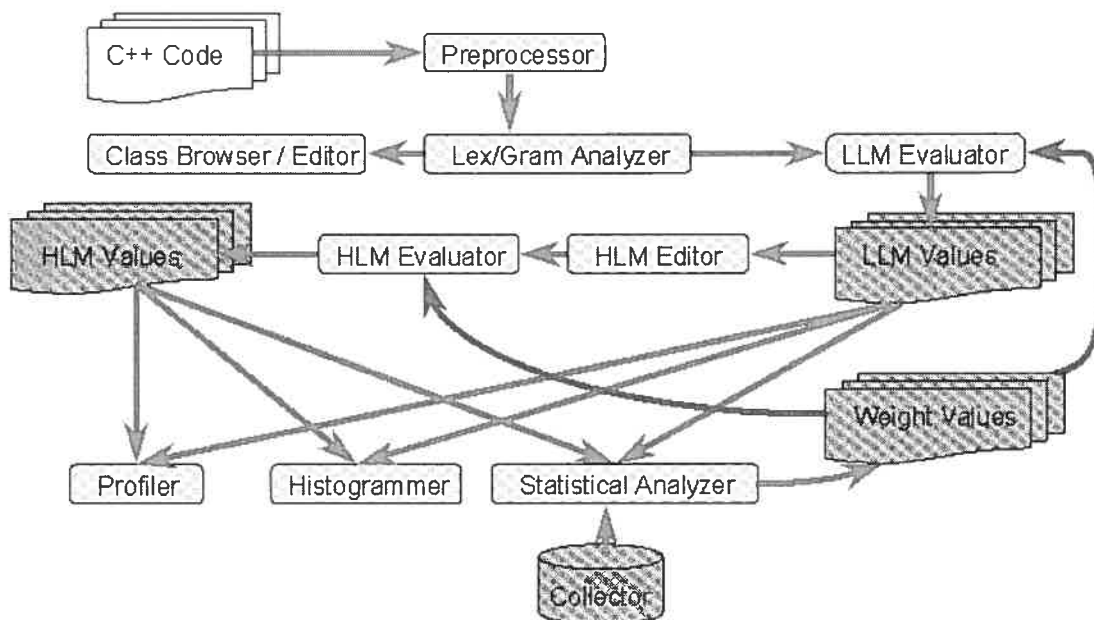 C++ Code
Preprocessor
Class Browser / Editor
Lex/Gram Analyzer
LLM Evaluator
HLM Values
HLM Evaluator
HLM Editor
LLM Values
Weight Values
Profiler
Histogrammer
Statistical Analyzer
Collector